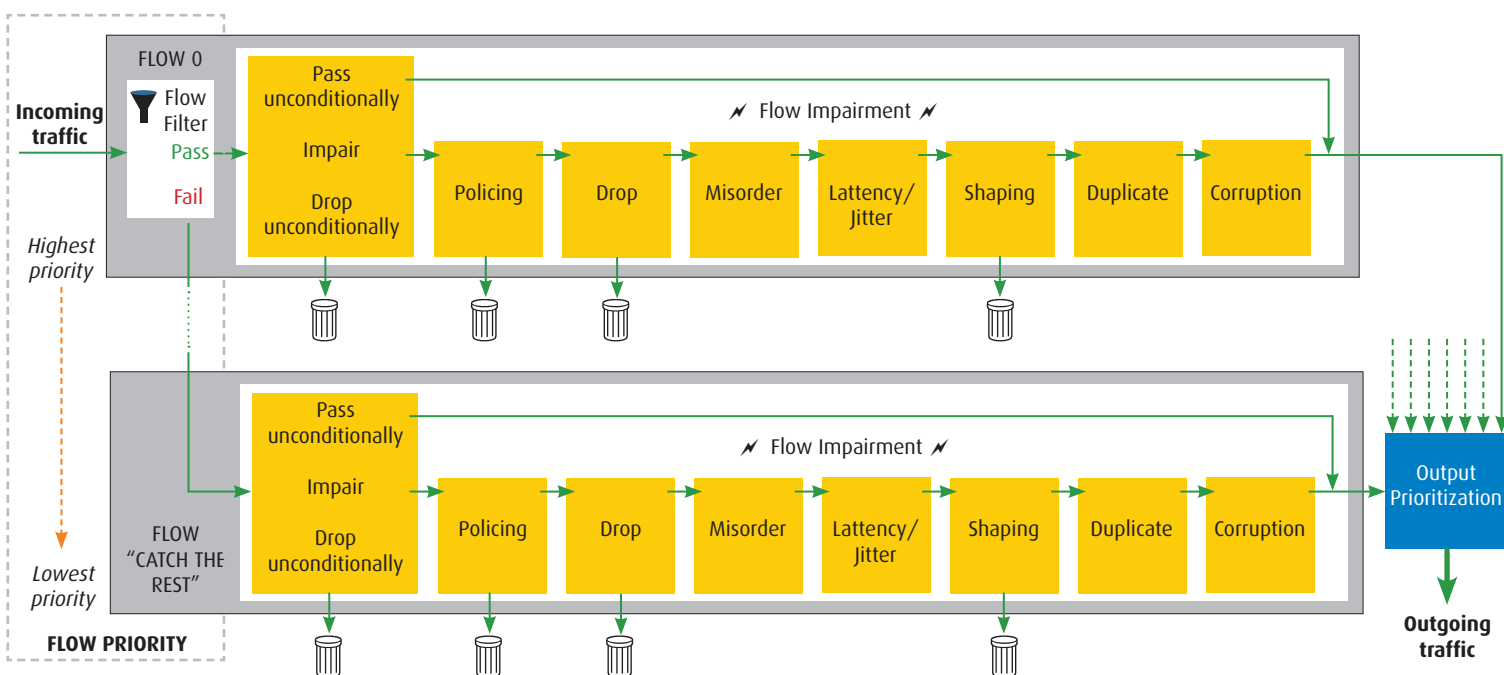 FLOW 0
Flow
Filter
Pass
Fail
Incoming
traffic
Highest
priority
Lowest
priority
FLOW PRIORITY
Pass
unconditionally
Impair
Drop
unconditionally
Flow Impairment
Policing
Drop
Misorder
Lattency/
Jitter
Shaping
Duplicate
Corruption
FLOW
“CATCH THE
REST”
Pass
unconditionally
Impair
Drop
unconditionally
Flow Impairment
Policing
Drop
Misorder
Lattency/
Jitter
Shaping
Duplicate
Corruption
Output
Prioritization
Outgoing
traffic